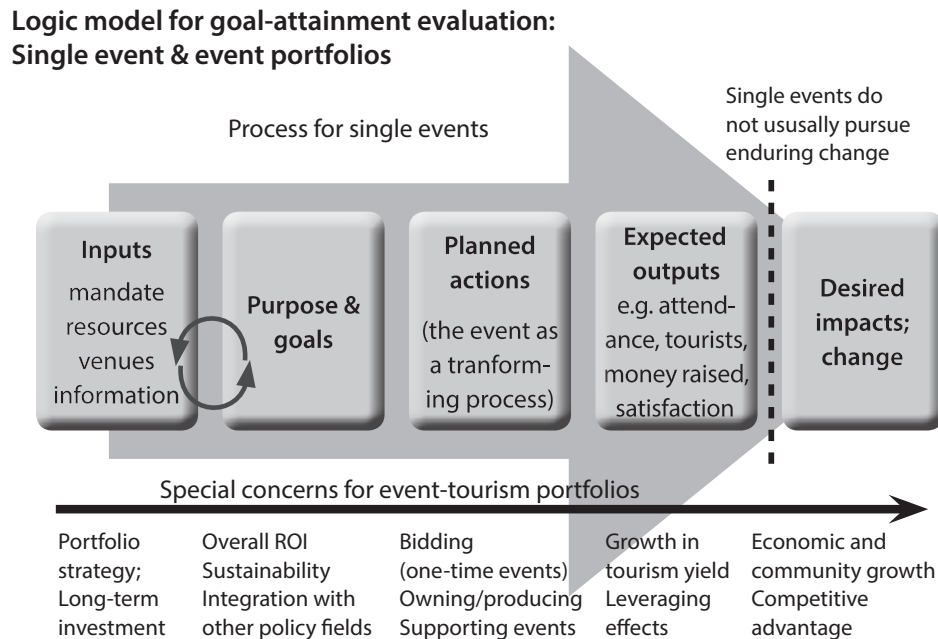 Logic model for goal-attainment evaluation:
Single event & event portfolios
Process for single events
Single events do
not ususally pursue
enduring change
Inputs
mandate
resources
venues
information
Purpose &
goals
Planned
actions
(the event as
a tranform-
ing process)
Expected
outputs
e.g. attend-
ance, tourists,
money raised,
satisfaction
Desired
impacts;
change
Special concerns for event-tourism portfolios
Portfolio
strategy;
Long-term
investment
Overall ROI
Sustainability
Integration with
other policy fields
Bidding
(one-time events)
Owning/producing
Supporting events
Growth in
tourism yield
Leveraging
effects
Economic and
community growth
Competitive
advantage